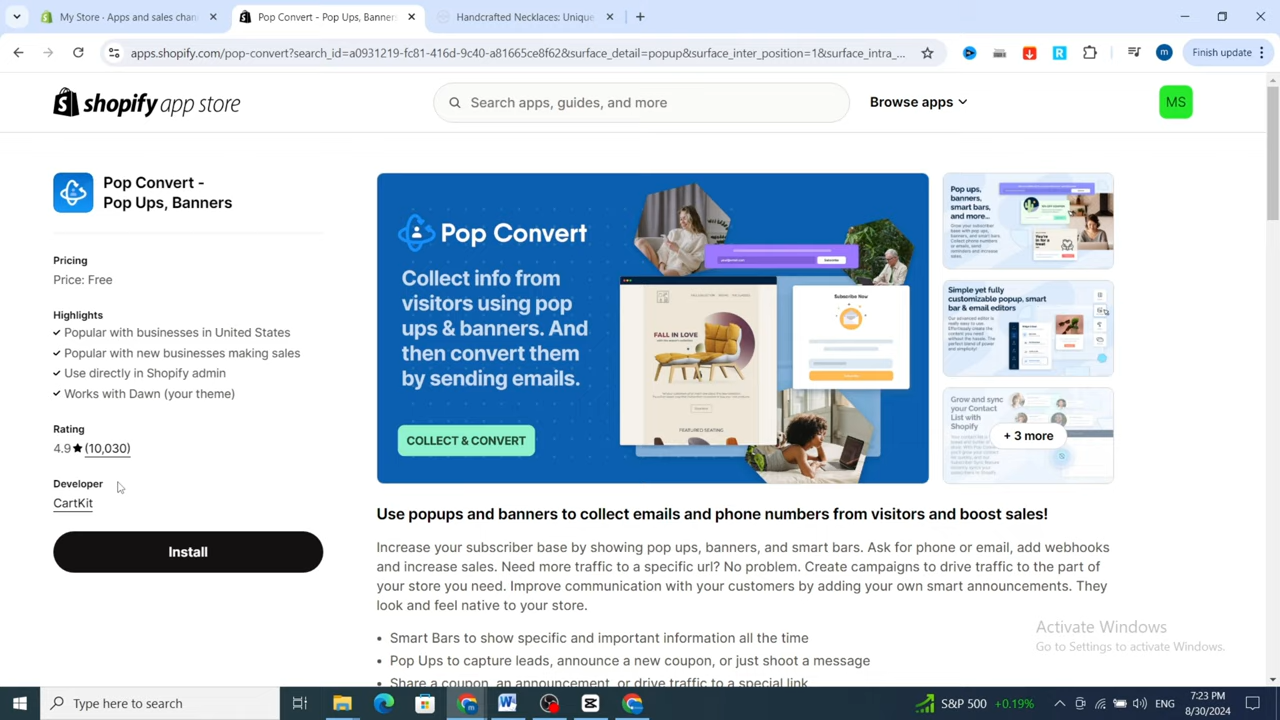 My Store · Apps and sales chan
Pop Convert - Pop Ups, Banners
Handcrafted Necklaces: Unique
apps.shopify.com/pop-convert?search_id=a0931219-fc81-416d-9c40-a81665ce8f62&surface_detail=popup&surface_inter_position=1&surface_intra_...
m
Finish update
shopify app store
Search apps, guides, and more
Browse apps
MS
Pop Convert -
Pop Ups, Banners
Pricing
Price: Free
Highlights
Popular with businesses in United
Popular with new businesses making sales
Use directly in Shopify admin
Works with Dawn (your theme)
Rating
4.9 (10,030)
Developer
CartKit
Install
Pop Convert
Collect info from
visitors using pop
ups & banners. And
then convert them
by sending emails.
COLLECT & CONVERT
FALL IN LOVE
FEATURED SEATING
Subscribe Now
Pop ups,
banners,
smart bars,
and more...
Simple yet fully
customizable popup, smart
bar & email editors
Grow and sync
your Contact
List with
Shopify
+ 3 more
Use popups and banners to collect emails and phone numbers from visitors and boost sales!
Increase your subscriber base by showing pop ups, banners, and smart bars. Ask for phone or email, add webhooks
and increase sales. Need more traffic to a specific url? No problem. Create campaigns to drive traffic to the part of
your store you need. Improve communication with your customers by adding your own smart announcements. They
look and feel native to your store.
• Smart Bars to show specific and important information all the time
• Pop Ups to capture leads, announce a new coupon, or just shoot a message
• Share a coupon, an announcement, or drive traffic to a special link
Activate Windows
Go to Settings to activate Windows.
Type here to search
S&P 500 +0.19%
ENG
7:23 PM
8/30/2024